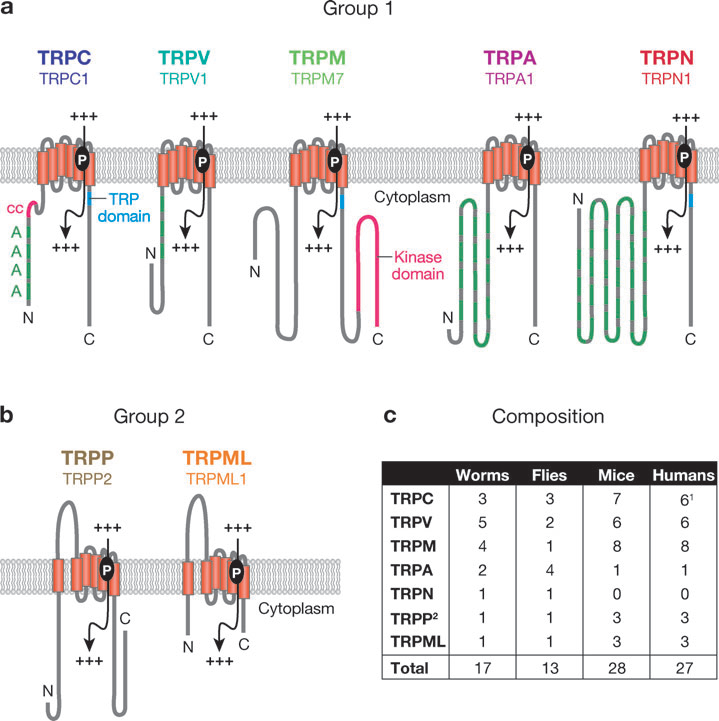 a Group 1
TRPC TRPV TRPM TRPA TRPN
TRPC1 TRPV1 TRPM7 TRPA1 TRPN1
+++ +++ +++ +++ +++
P P P P P
Cytoplasm
cc
TRP
domain
A
A
A
A
+++ +++ +++ +++ +++
N N N N N
Kinase
domain
C C C C C
b Group 2
TRPP TRPML
TRPP2 TRPML1
+++ +++
P P
Cytoplasm
C
N C
+++ +++
N
c Composition
Worms Flies Mice Humans
TRPC 3 3 7 6¹
TRPV 5 2 6 6
TRPM 4 1 8 8
TRPA 2 4 1 1
TRPN 1 1 0 0
TRPP² 1 1 3 3
TRPML 1 1 3 3
Total 17 13 28 27